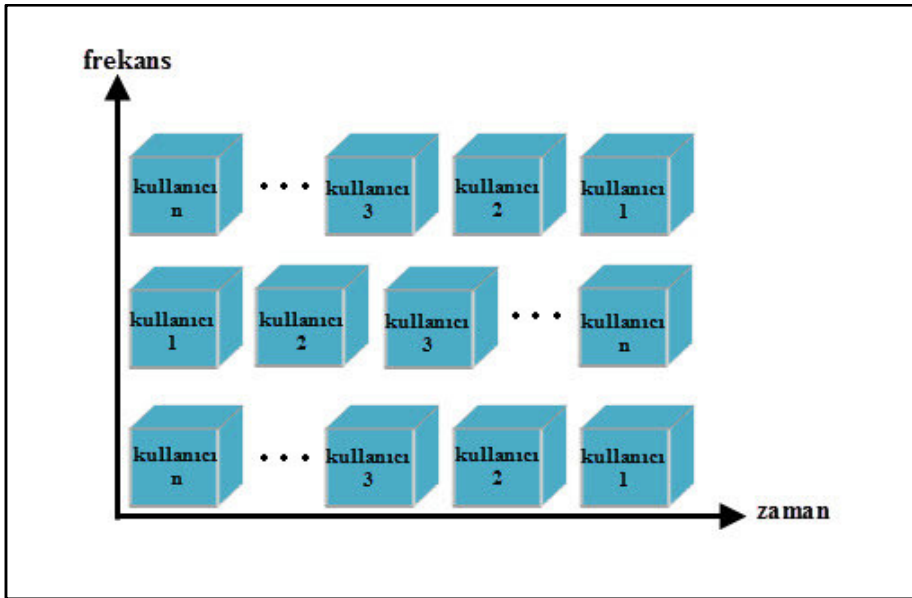 frekans
kullanıcı
n
• • •
kullanıcı
3
kullanıcı
2
kullanıcı
1
kullanıcı
1
kullanıcı
2
kullanıcı
3
• • •
kullanıcı
n
kullanıcı
n
• • •
kullanıcı
3
kullanıcı
2
kullanıcı
1
zaman